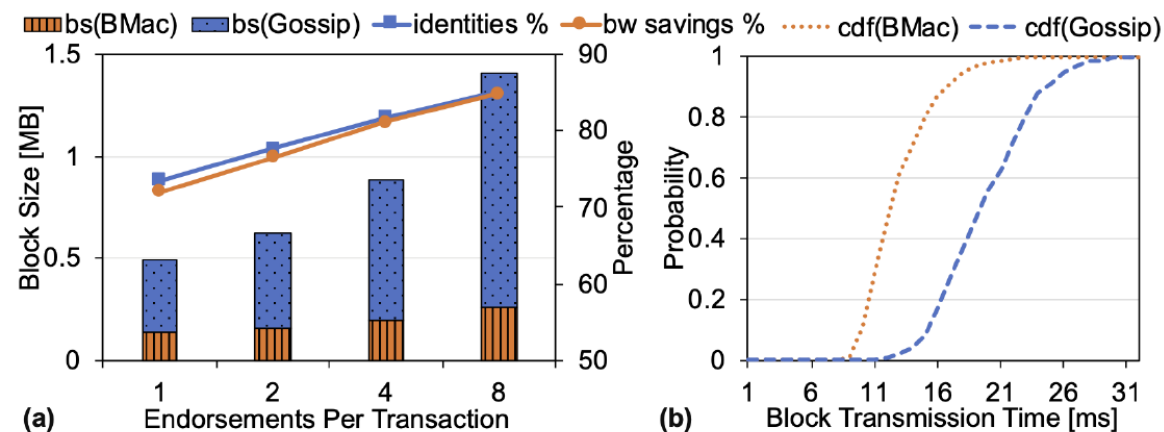 bs(BMac) bs(Gossip) identities % bw savings % cdf(BMac) cdf(Gossip)
1.5
1
0.5
0
Block Size [MB]
90
80
70
60
50
Percentage
1 2 4 8
(a) Endorsements Per Transaction
1
0.8
0.6
0.4
0.2
0
Probability
1 6 11 16 21 26 31
(b) Block Transmission Time [ms]